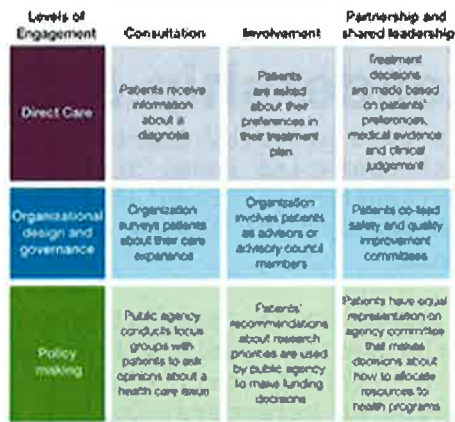 Levels of
Engagement
Consultation
Involvement
Partnership and
shared leadership
Direct Care
Patients receive
information
about a
diagnosis
Patients
are asked
about their
preferences in
their treatment
plan
Treatment
decisions
are made based
on patients'
preferences,
medical evidence
and clinical
judgement
Organizational
design and
governance
Organization
surveys patients
about their care
experience
Organization
involves patients
as advisors or
advisory council
members
Patients co-lead
safety and quality
improvement
committees
Policy
making
Public agency
conducts focus
groups with
patients to ask
opinions about a
health care issue
Patients'
recommendations
about research
priorities are used
by public agency
to make funding
decisions
Patients have equal
representation on
agency committee
that makes
decisions about
how to allocate
resources to
health programs